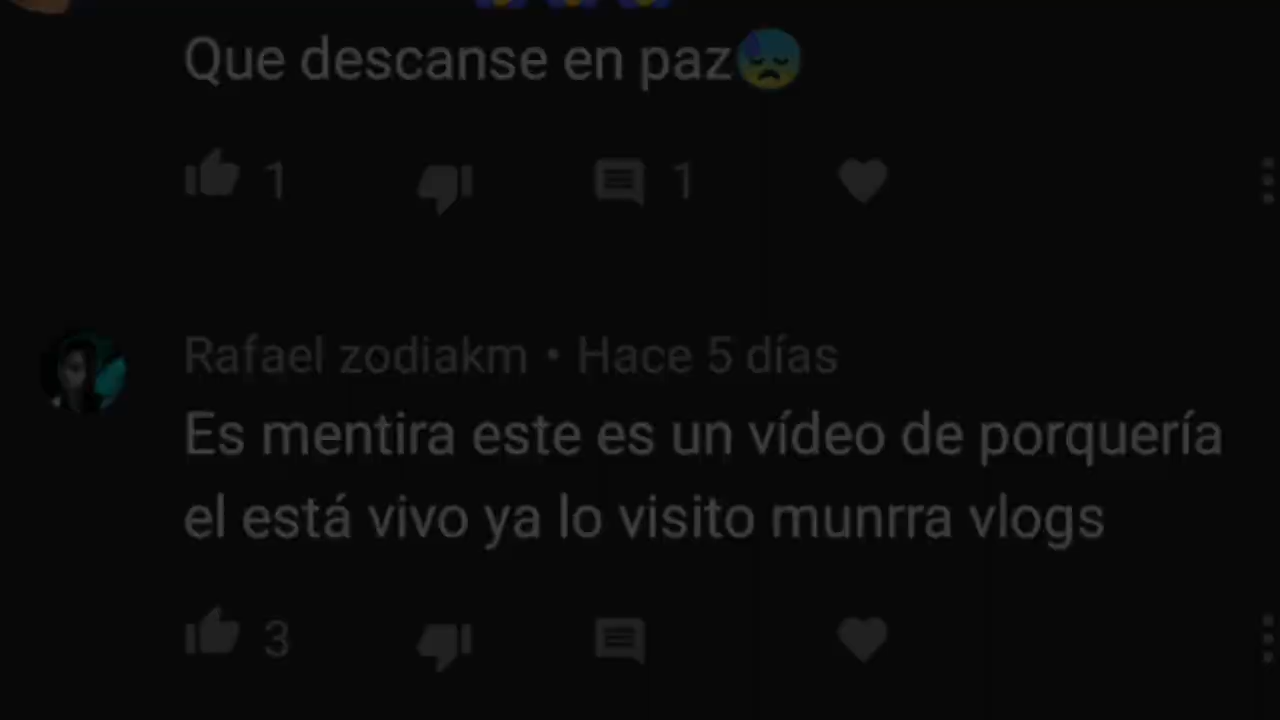 Que descanse en paz😓
1 1
Rafael zodiakm • Hace 5 días
Es mentira este es un vídeo de porquería
el está vivo ya lo visito munrra vlogs
3